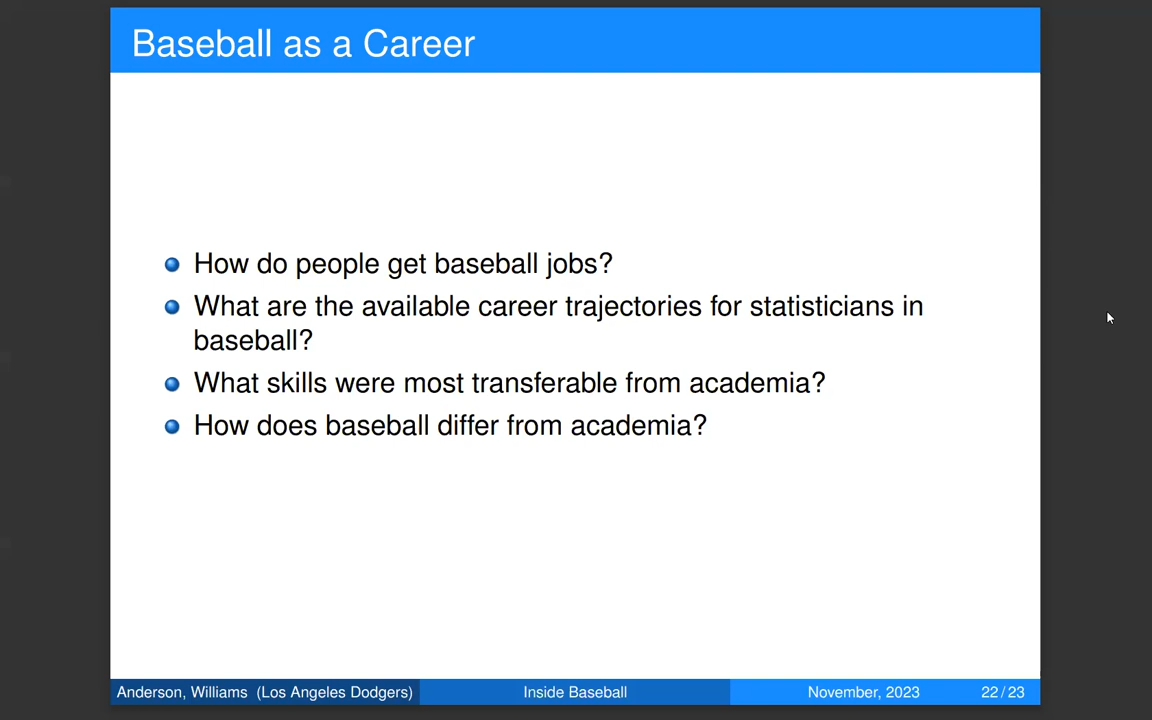 Baseball as a Career
How do people get baseball jobs?
What are the available career trajectories for statisticians in
baseball?
What skills were most transferable from academia?
How does baseball differ from academia?
Anderson, Williams (Los Angeles Dodgers) Inside Baseball November, 2023 22/23